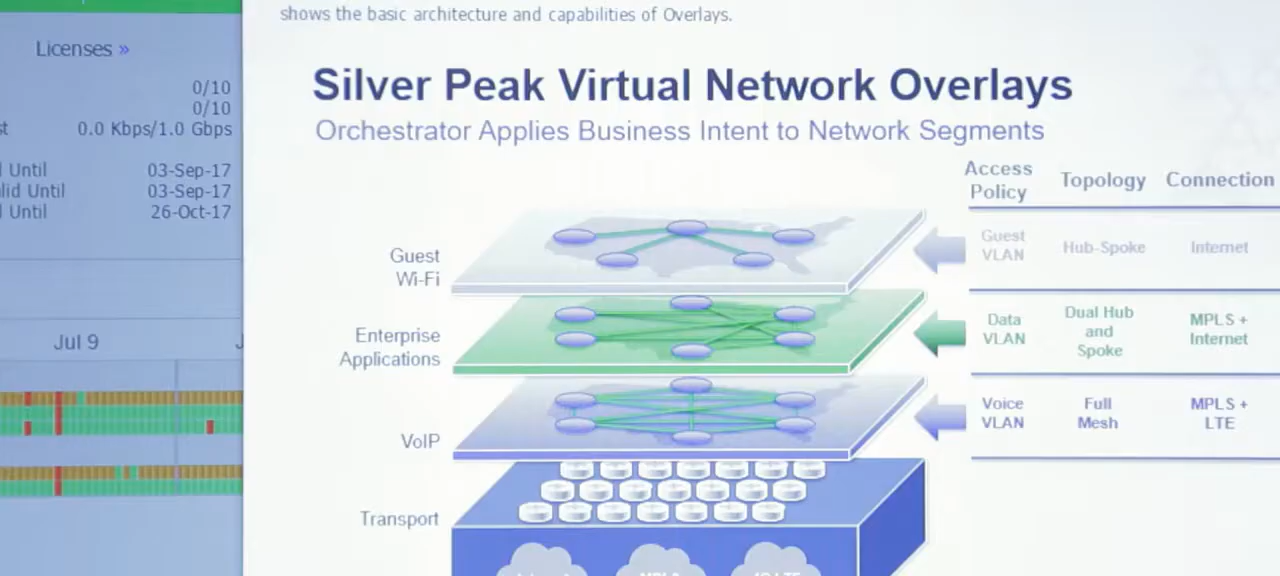 shows the basic architecture and capabilities of Overlays.
Licenses »
0/10
0/10
0.0 Kbps/1.0 Gbps
Until 03-Sep-17
Until 03-Sep-17
Until 26-Oct-17
Jul 9
Silver Peak Virtual Network Overlays
Orchestrator Applies Business Intent to Network Segments
Access
Policy
Topology
Connection
Guest
Wi-Fi
Guest
VLAN
Hub-Spoke
Internet
Enterprise
Applications
Data
VLAN
Dual Hub
and
Spoke
MPLS +
Internet
VoIP
Voice
VLAN
Full
Mesh
MPLS +
LTE
Transport